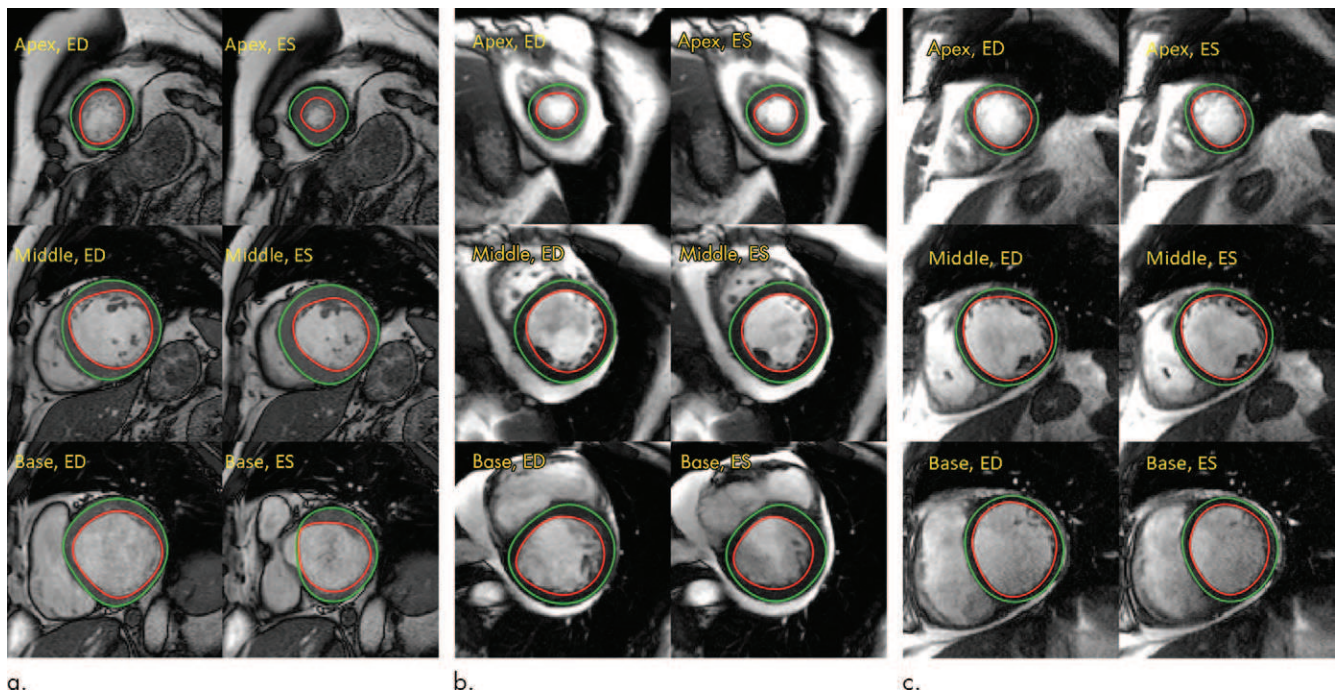 Apex, ED Apex, ES Apex, ED Apex, ES Apex, ED Apex, ES
Middle, ED Middle, ES Middle, ED Middle, ES Middle, ED Middle, ES
Base, ED Base, ES Base, ED Base, ES Base, ED Base, ES
a. b. c.